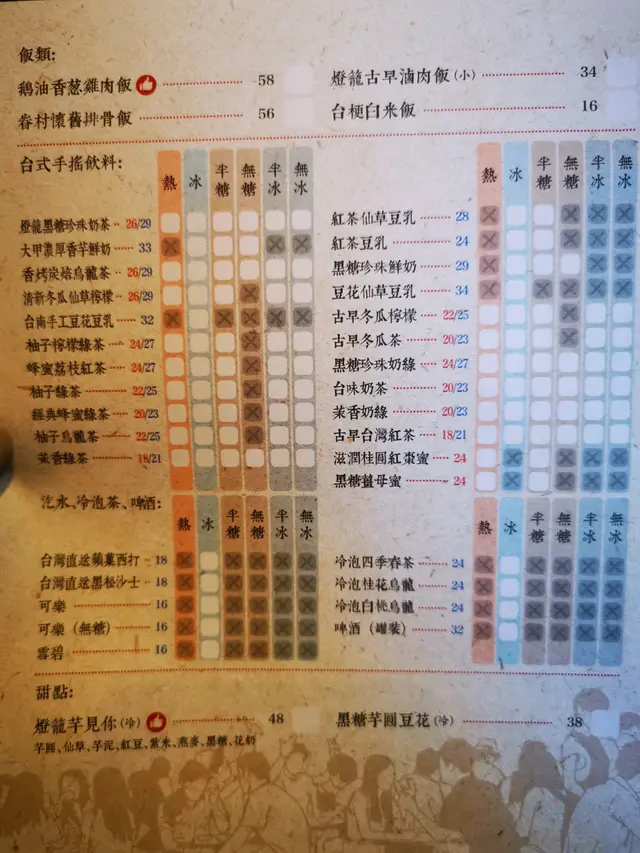 飯類:
鵝油香蔥雞肉飯 58
燈籠古早滷肉飯(小) 34
眷村懷舊排骨飯 56
台梗白米飯 16
台式手搖飲料:
熱 冰 半糖 無糖 半冰 無冰
燈籠黑糖珍珠奶茶 26/29
大甲濃厚香芋鮮奶 33
香烤炭焙烏龍茶 26/29
清新冬瓜仙草檸檬 26/29
台南手工豆花豆乳 32
柚子檸檬綠茶 24/27
蜂蜜荔枝紅茶 24/27
柚子綠茶 22/25
經典蜂蜜綠茶 20/23
柚子烏龍茶 22/25
茉香綠茶 18/21
熱 冰 半糖 無糖 半冰 無冰
紅茶仙草豆乳 28
紅茶豆乳 24
黑糖珍珠鮮奶 29
豆花仙草豆乳 34
古早冬瓜檸檬 22/25
古早冬瓜茶 20/23
黑糖珍珠奶綠 24/27
台味奶茶 20/23
茉香奶綠 20/23
古早台灣紅茶 18/21
滋潤桂圓紅棗蜜 24
黑糖薑母蜜 24
汽水、冷泡茶、啤酒:
熱 冰 半糖 無糖 半冰 無冰
台灣直送蘋菓西打 18
台灣直送黑松沙士 18
可樂 16
可樂(無糖) 16
雪碧 16
熱 冰 半糖 無糖 半冰 無冰
冷泡四季春茶 24
冷泡桂花烏龍 24
冷泡白桃烏龍 24
啤酒(罐裝) 32
甜點:
燈籠芋見你(冷) 48
芋圓、仙草、芋泥、紅豆、紫米、燕麥、黑糖、花奶
黑糖芋圓豆花(冷) 38